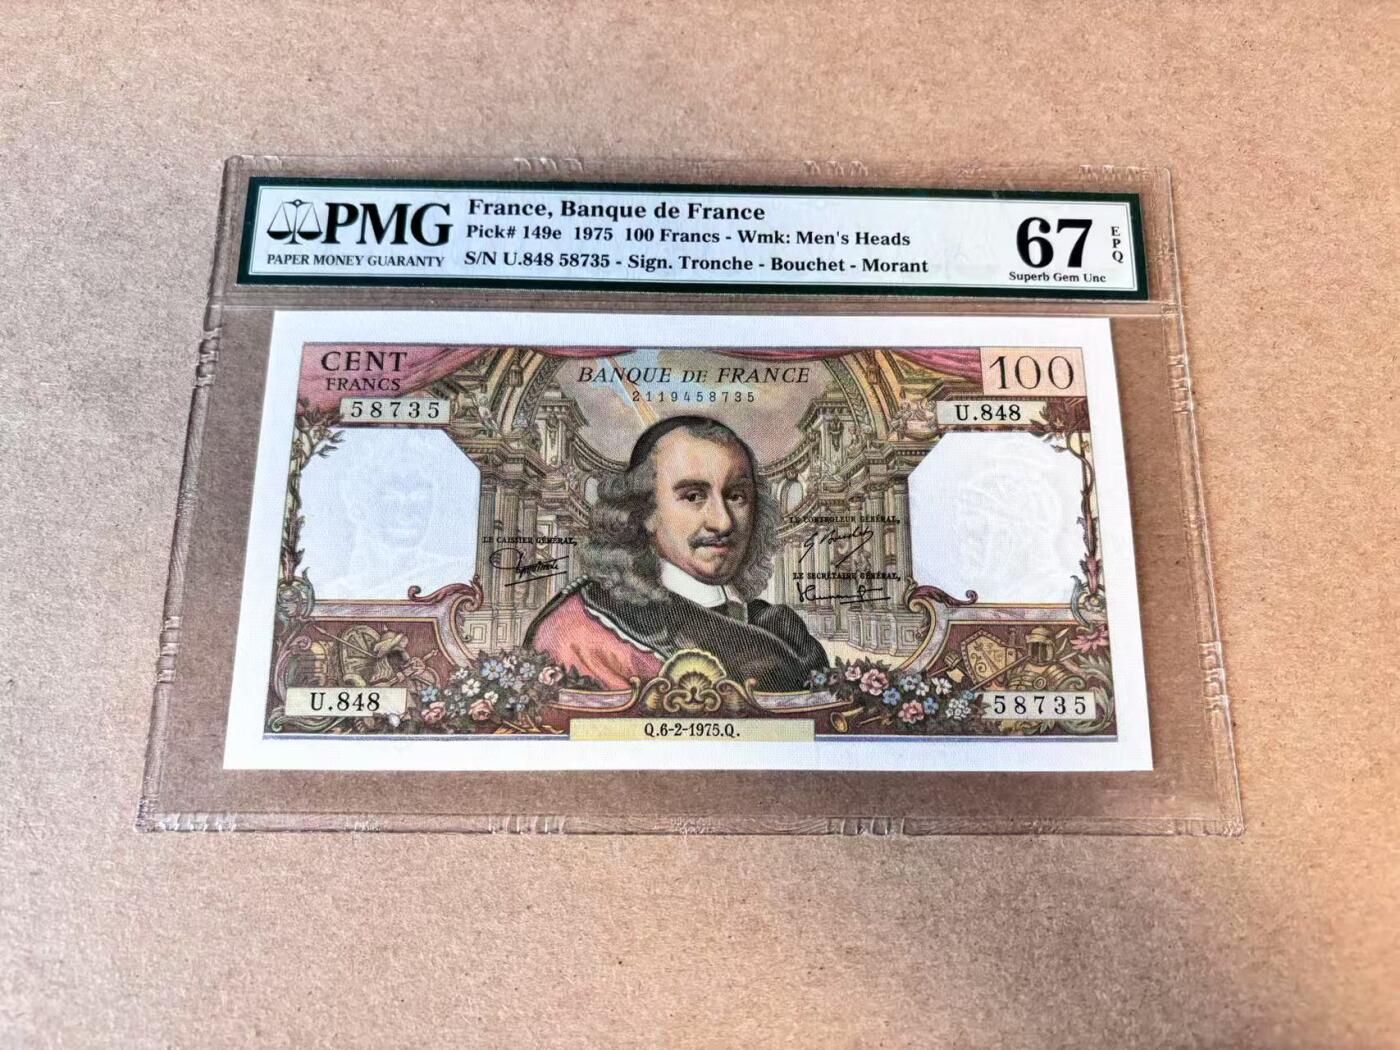 PMG
PAPER MONEY GUARANTY
France, Banque de France
Pick# 149e 1975 100 Francs - Wmk: Men's Heads
S/N U.848 58735 - Sign. Tronche - Bouchet - Morant
67
EPQ
Superb Gem Unc
CENT
FRANCS
BANQUE DE FRANCE
100
2119458735
58735
U.848
LE CAISSIER GÉNÉRAL,
LE CONTROLEUR GÉNÉRAL,
LE SECRÉTAIRE GÉNÉRAL,
U.848
58735
Q.6-2-1975.Q.